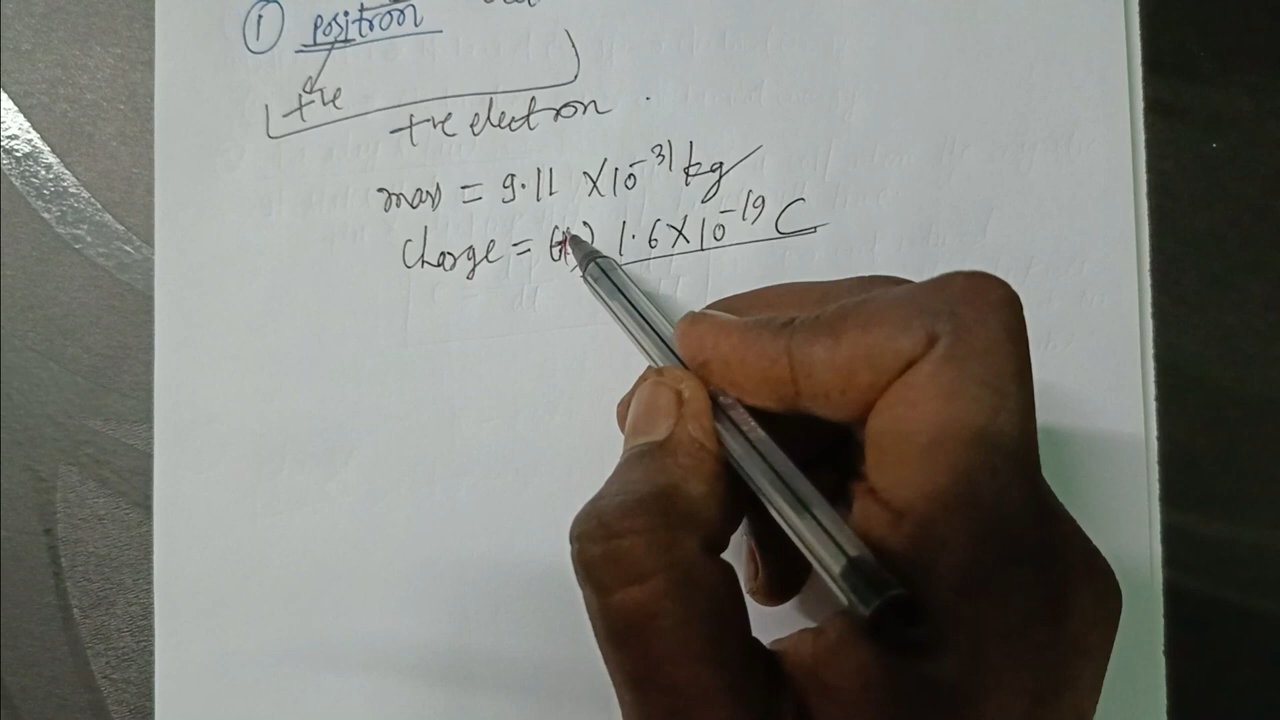 ① positron
+ve
+ve electron.
mass = 9.11 × 10⁻³¹ kg
Charge = (+) 1.6 × 10⁻¹⁹ C